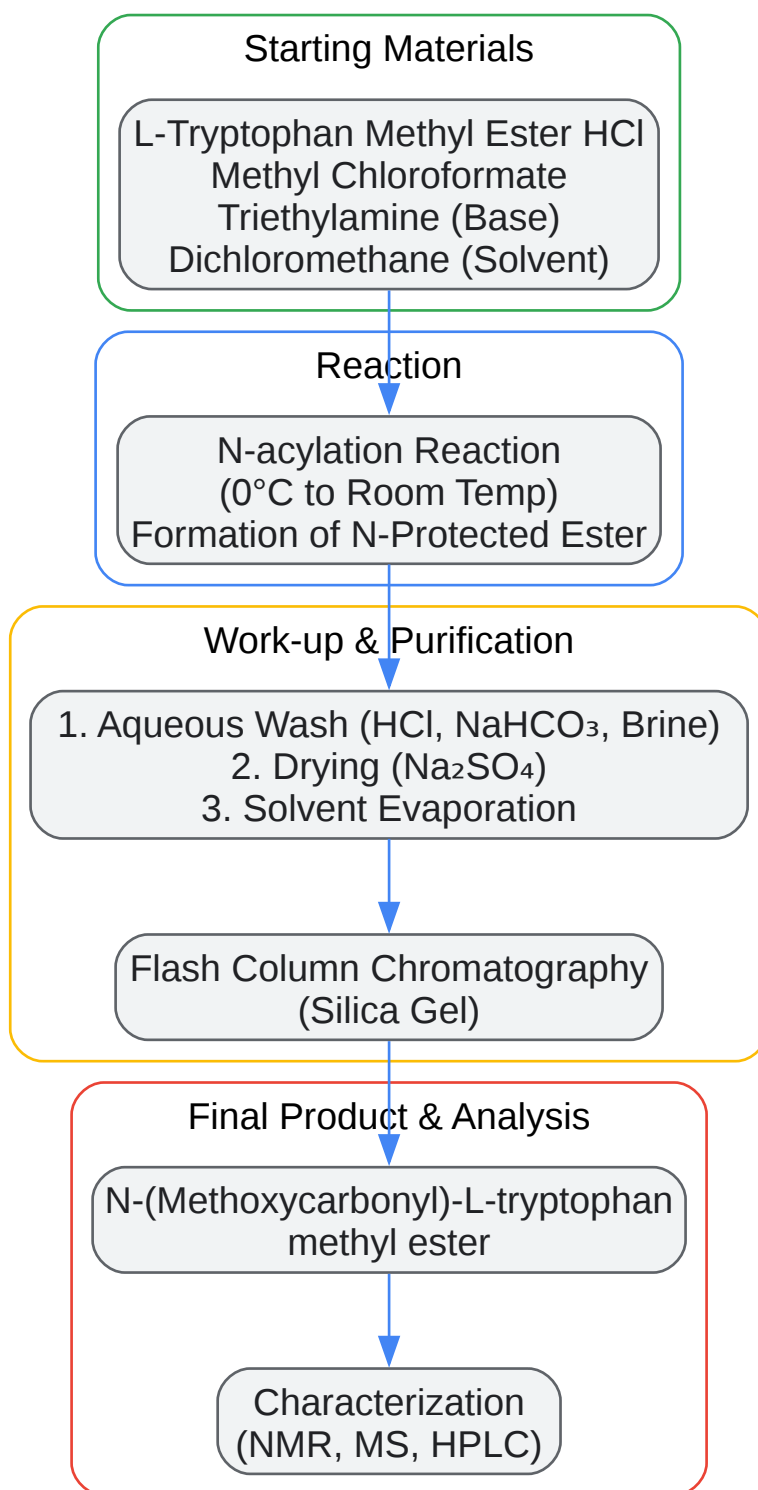 Starting Materials
L-Tryptophan Methyl Ester HCl
Methyl Chloroformate
Triethylamine (Base)
Dichloromethane (Solvent)
Reaction
N-acylation Reaction
(0°C to Room Temp)
Formation of N-Protected Ester
Work-up & Purification
1. Aqueous Wash (HCl, NaHCO₃, Brine)
2. Drying (Na₂SO₄)
3. Solvent Evaporation
Flash Column Chromatography
(Silica Gel)
Final Product & Analysis
N-(Methoxycarbonyl)-L-tryptophan
methyl ester
Characterization
(NMR, MS, HPLC)